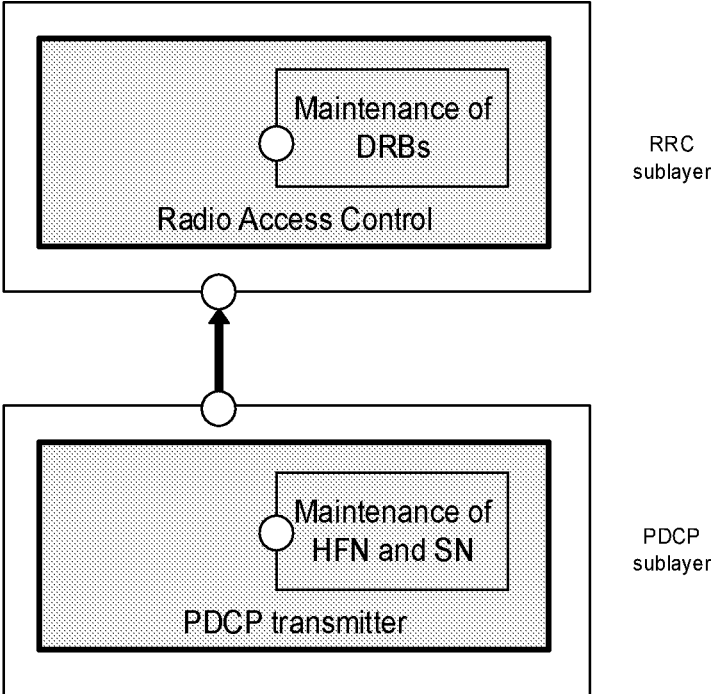 Maintenance of
DRBs
Radio Access Control
RRC
sublayer
Maintenance of
HFN and SN
PDCP transmitter
PDCP
sublayer